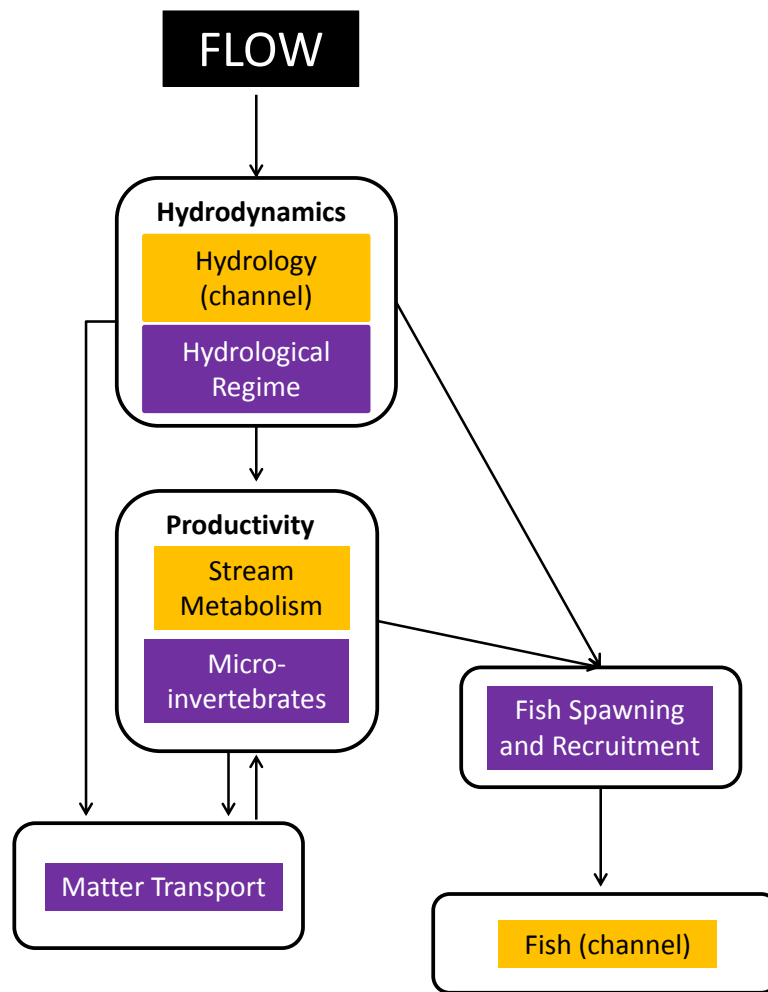 FLOW
Hydrodynamics
Hydrology
(channel)
Hydrological
Regime
Productivity
Stream
Metabolism
Micro-
invertebrates
Fish Spawning
and Recruitment
Matter Transport
Fish (channel)